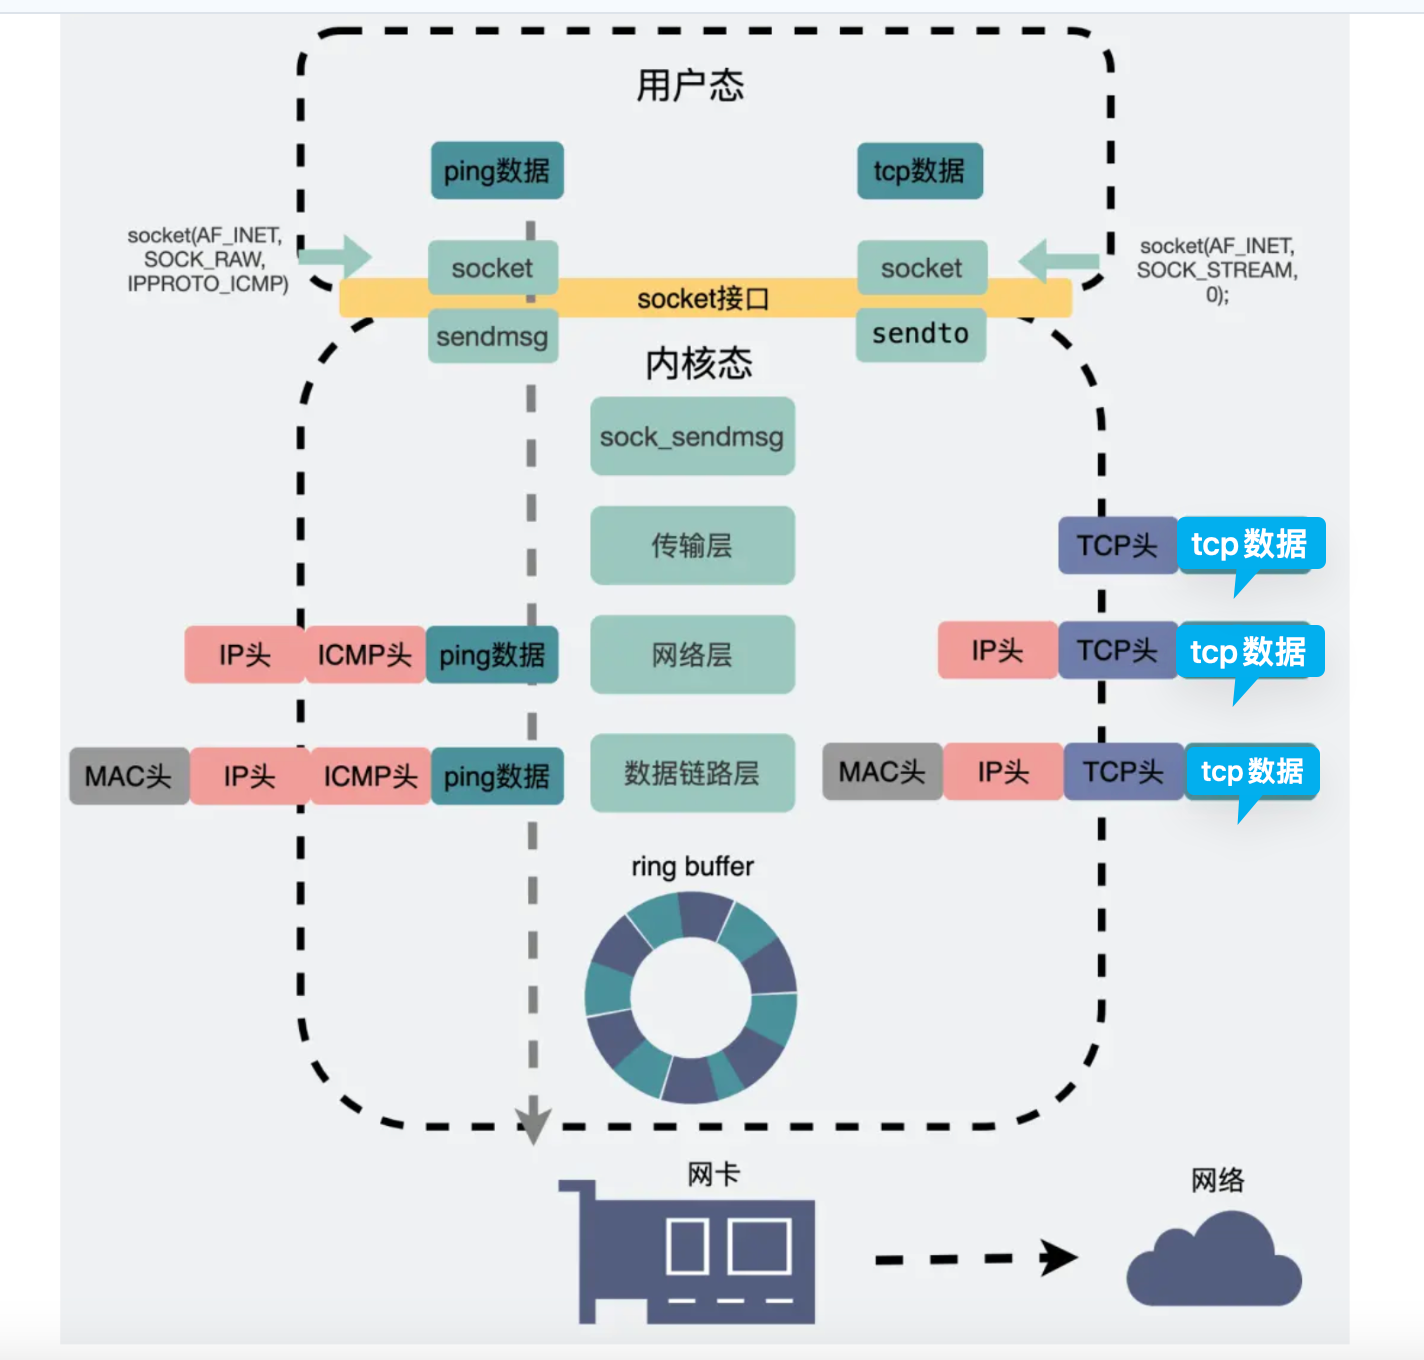 用户态
ping数据
tcp数据
socket(AF_INET,
SOCK_RAW,
IPPROTO_ICMP)
socket
socket
socket(AF_INET,
SOCK_STREAM,
0);
socket接口
sendmsg
sendto
内核态
sock_sendmsg
传输层
TCP头
tcp数据
IP头
ICMP头
ping数据
网络层
IP头
TCP头
tcp数据
MAC头
IP头
ICMP头
ping数据
数据链路层
MAC头
IP头
TCP头
tcp数据
ring buffer
网卡
网络